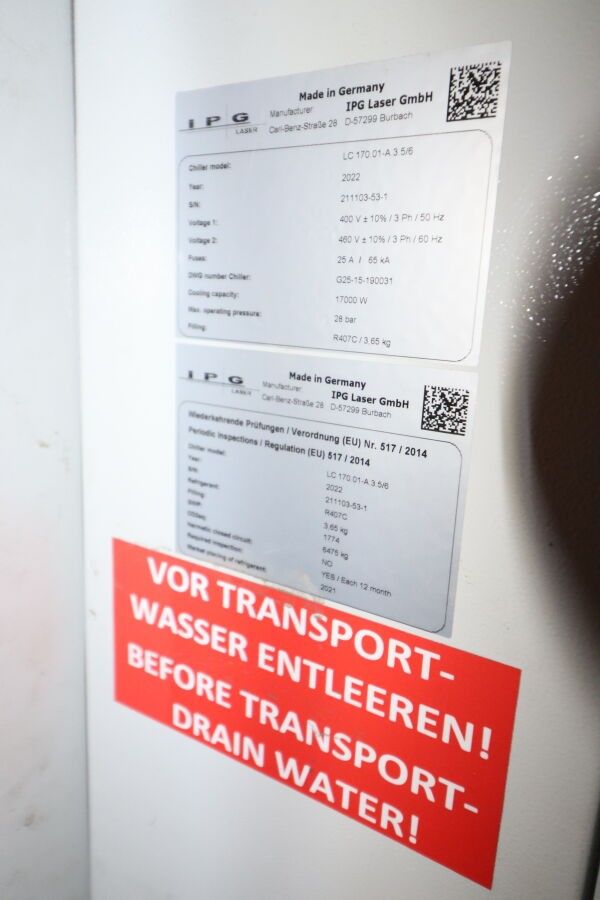 Made in Germany
IPG LASER
Manufacturer IPG Laser GmbH
Carl-Benz-Straße 28 D-57299 Burbach
Chiller model: LC 170.01-A.3.5/6
Year: 2022
S/N: 211103-53-1
Voltage 1: 400 V ± 10% / 3 Ph / 50 Hz
Voltage 2: 460 V ± 10% / 3 Ph / 60 Hz
Fuses: 25 A / 65 kA
DWG number Chiller: G25-15-190031
Cooling capacity: 17000 W
Max. operating pressure: 28 bar
Filling: R407C / 3,65 kg
Made in Germany
IPG LASER
Manufacturer IPG Laser GmbH
Carl-Benz-Straße 28 D-57299 Burbach
Wiederkehrende Prüfungen / Verordnung (EU) Nr. 517 / 2014
Periodic inspections / Regulation (EU) 517 / 2014
Chiller model: LC 170.01-A.3.5/6
Year: 2022
S/N: 211103-53-1
Refrigerant: R407C
Filling: 3,65 kg
GWP: 1774
CO2eq: 6475 kg
Hermetic closed circuit: NO
Required inspection: YES / Each 12 month
Market placing of refrigerant: 2021
VOR TRANSPORT-
WASSER ENTLEEREN!
BEFORE TRANSPORT-
DRAIN WATER!